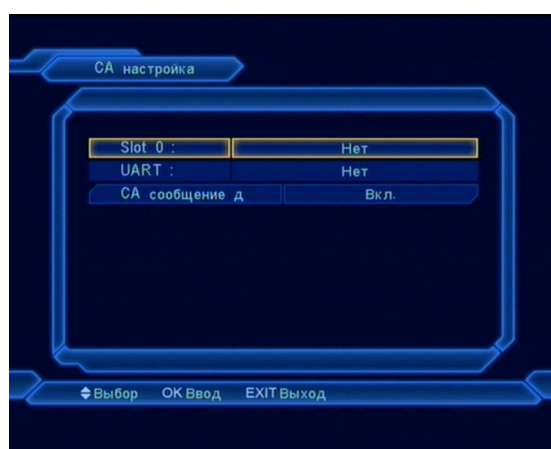 CA настройка
Slot 0 : Нет
UART : Нет
CA сообщение д Вкл.
Выбор OK Ввод EXIT Выход